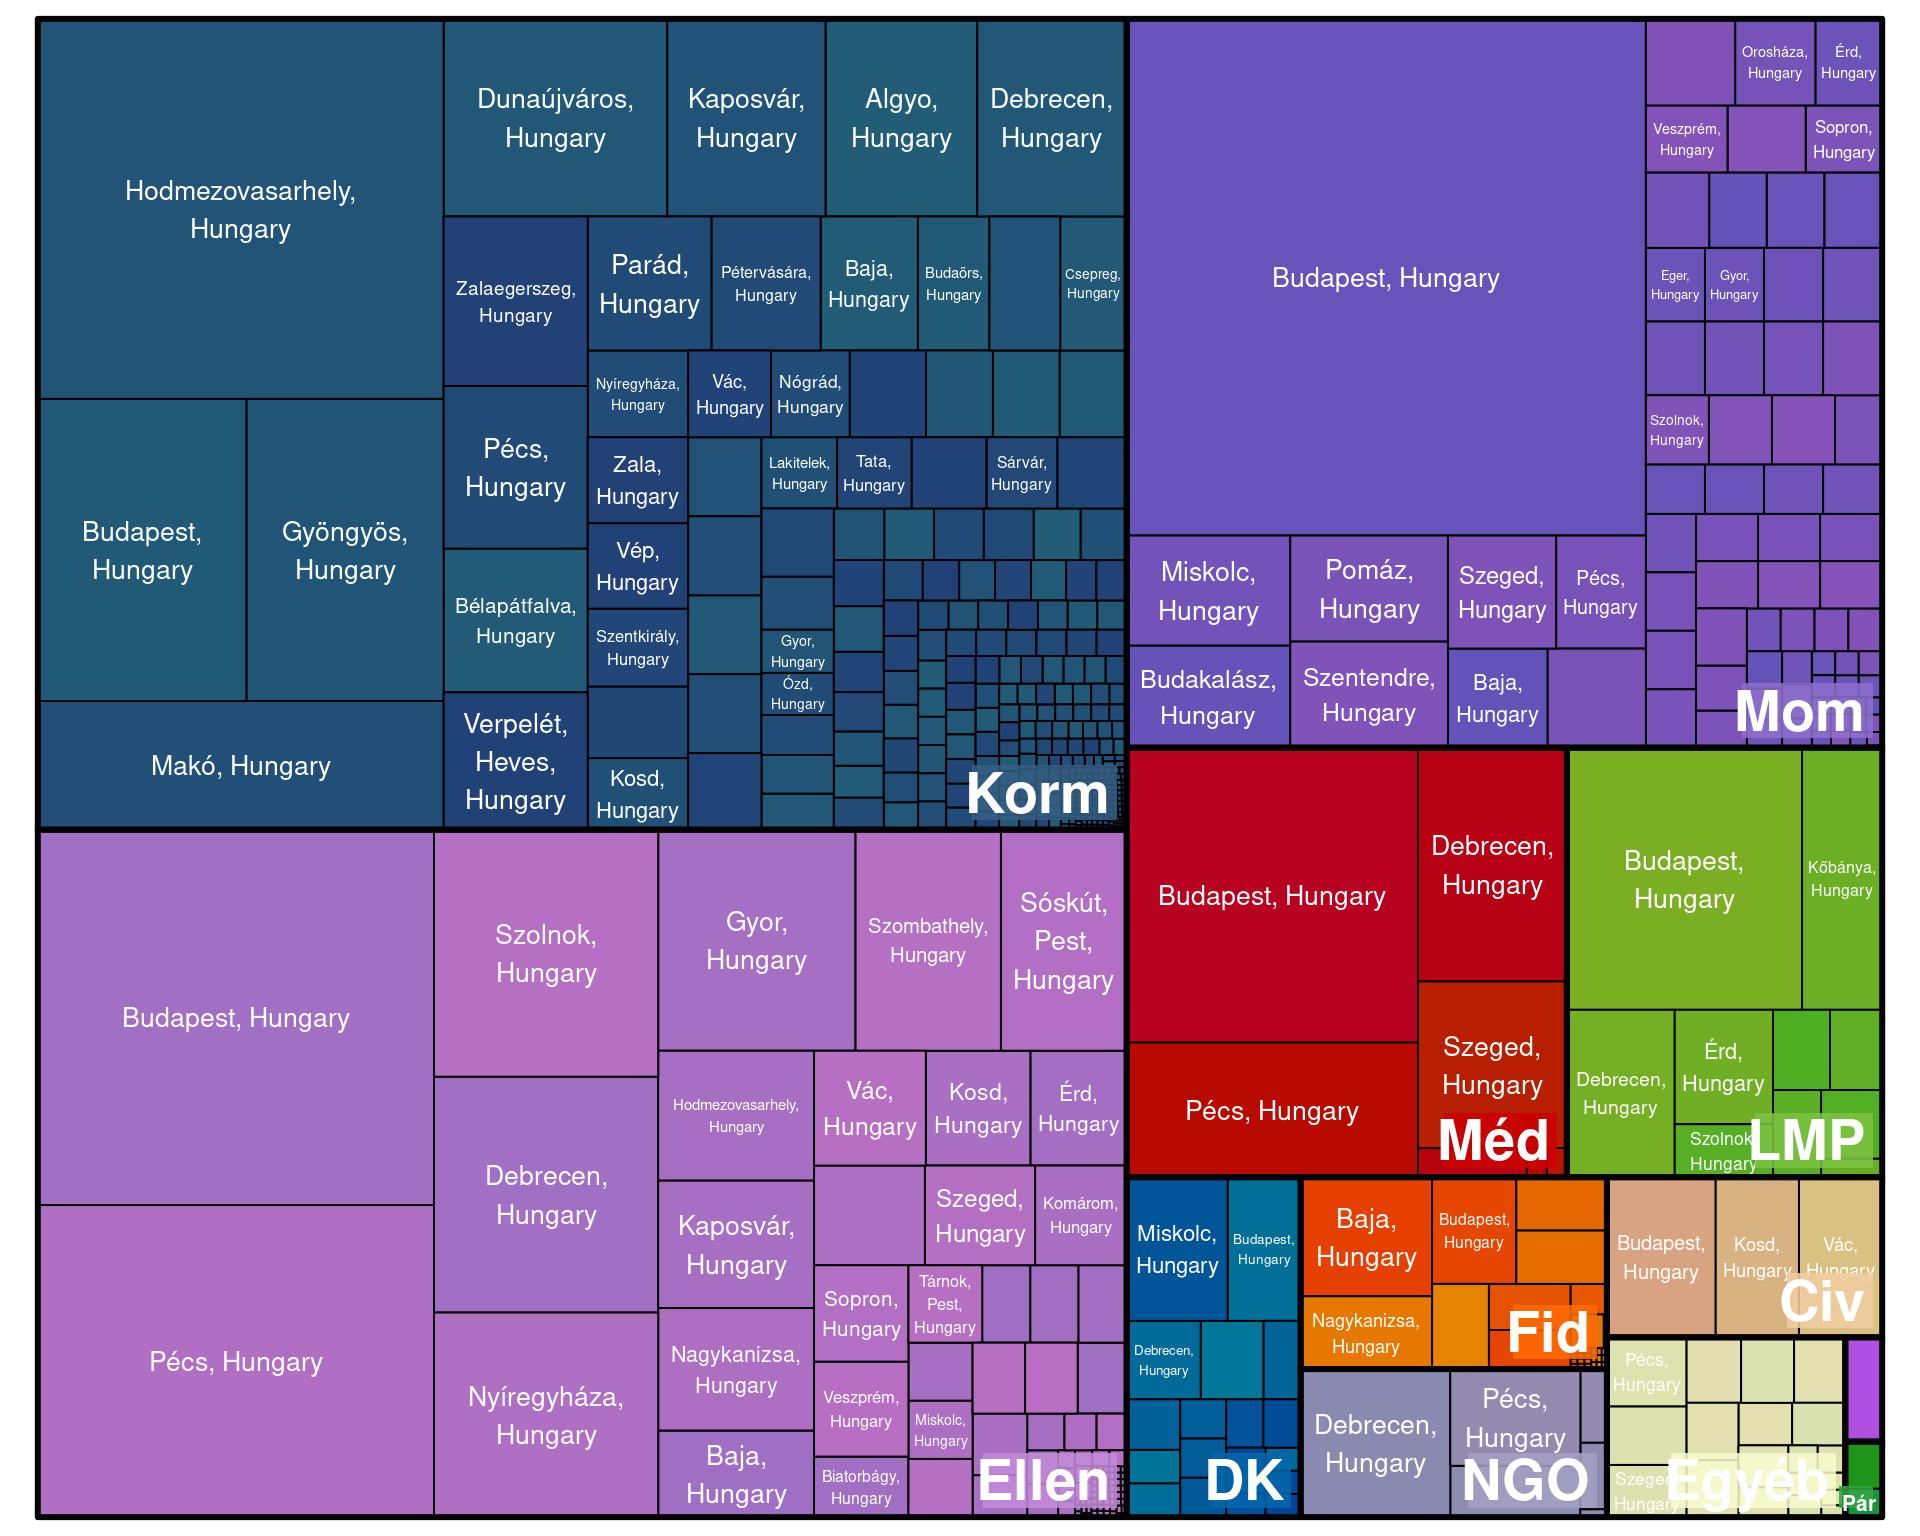 Hodmezovasarhely,
Hungary
Budapest,
Hungary
Gyöngyös,
Hungary
Makó, Hungary
Dunaújváros,
Hungary
Kaposvár,
Hungary
Algyo,
Hungary
Debrecen,
Hungary
Zalaegerszeg,
Hungary
Parád,
Hungary
Pétervására,
Hungary
Baja,
Hungary
Budaörs,
Hungary
Csepreg,
Hungary
Pécs,
Hungary
Nyíregyháza,
Hungary
Vác,
Hungary
Nógrád,
Hungary
Zala,
Hungary
Lakitelek,
Hungary
Tata,
Hungary
Sárvár,
Hungary
Vép,
Hungary
Bélapátfalva,
Hungary
Szentkirály,
Hungary
Gyor,
Hungary
Ózd,
Hungary
Verpelét,
Heves,
Hungary
Kosd,
Hungary
Korm
Budapest, Hungary
Orosháza,
Hungary
Érd,
Hungary
Veszprém,
Hungary
Sopron,
Hungary
Eger,
Hungary
Gyor,
Hungary
Szolnok,
Hungary
Miskolc,
Hungary
Pomáz,
Hungary
Szeged,
Hungary
Pécs,
Hungary
Budakalász,
Hungary
Szentendre,
Hungary
Baja,
Hungary
Mom
Budapest, Hungary
Pécs, Hungary
Szolnok,
Hungary
Debrecen,
Hungary
Nyíregyháza,
Hungary
Gyor,
Hungary
Szombathely,
Hungary
Sóskút,
Pest,
Hungary
Hodmezovasarhely,
Hungary
Vác,
Hungary
Kosd,
Hungary
Érd,
Hungary
Kaposvár,
Hungary
Szeged,
Hungary
Komárom,
Hungary
Nagykanizsa,
Hungary
Sopron,
Hungary
Tárnok,
Pest,
Hungary
Veszprém,
Hungary
Miskolc,
Hungary
Baja,
Hungary
Biatorbágy,
Hungary
Ellen
Budapest, Hungary
Debrecen,
Hungary
Pécs, Hungary
Szeged,
Hungary
Méd
Budapest,
Hungary
Kőbánya,
Hungary
Debrecen,
Hungary
Érd,
Hungary
Szolnok,
Hungary
LMP
Miskolc,
Hungary
Budapest,
Hungary
Debrecen,
Hungary
DK
Baja,
Hungary
Budapest,
Hungary
Nagykanizsa,
Hungary
Fid
Debrecen,
Hungary
Pécs,
Hungary
NGO
Budapest,
Hungary
Kosd,
Hungary
Vác,
Hungary
Civ
Pécs,
Hungary
Szeged,
Hungary
Egyéb
Pár